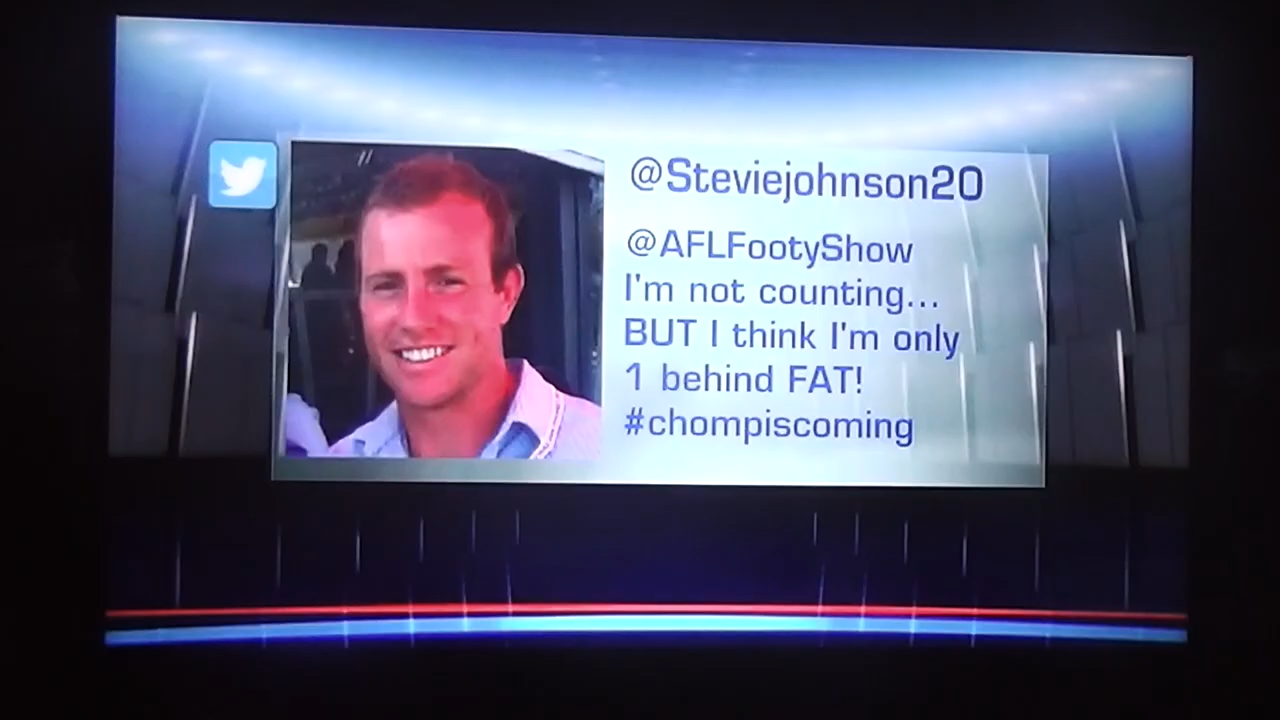 @Steviejohnson20
@AFLFootyShow
I'm not counting...
BUT I think I'm only
1 behind FAT!
#chompiscoming